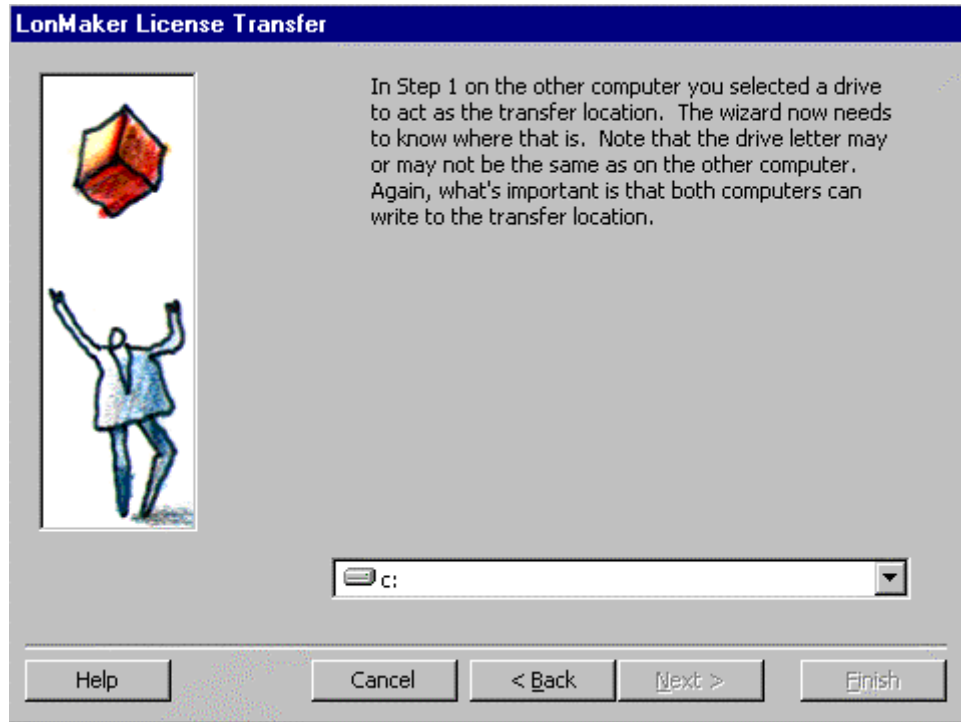 LonMaker License Transfer
In Step 1 on the other computer you selected a drive
to act as the transfer location.  The wizard now needs
to know where that is.  Note that the drive letter may
or may not be the same as on the other computer.
Again, what's important is that both computers can
write to the transfer location.
c:
Help
Cancel
< Back
Next >
Finish